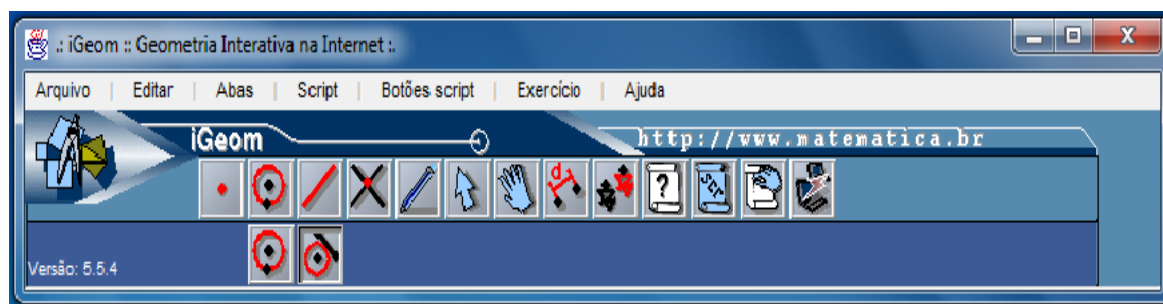 .: iGeom :: Geometria Interativa na Internet :.
Arquivo | Editar | Abas | Script | Botões script | Exercício | Ajuda
iGeom http://www.matematica.br
d
? SCR
Versão: 5.5.4